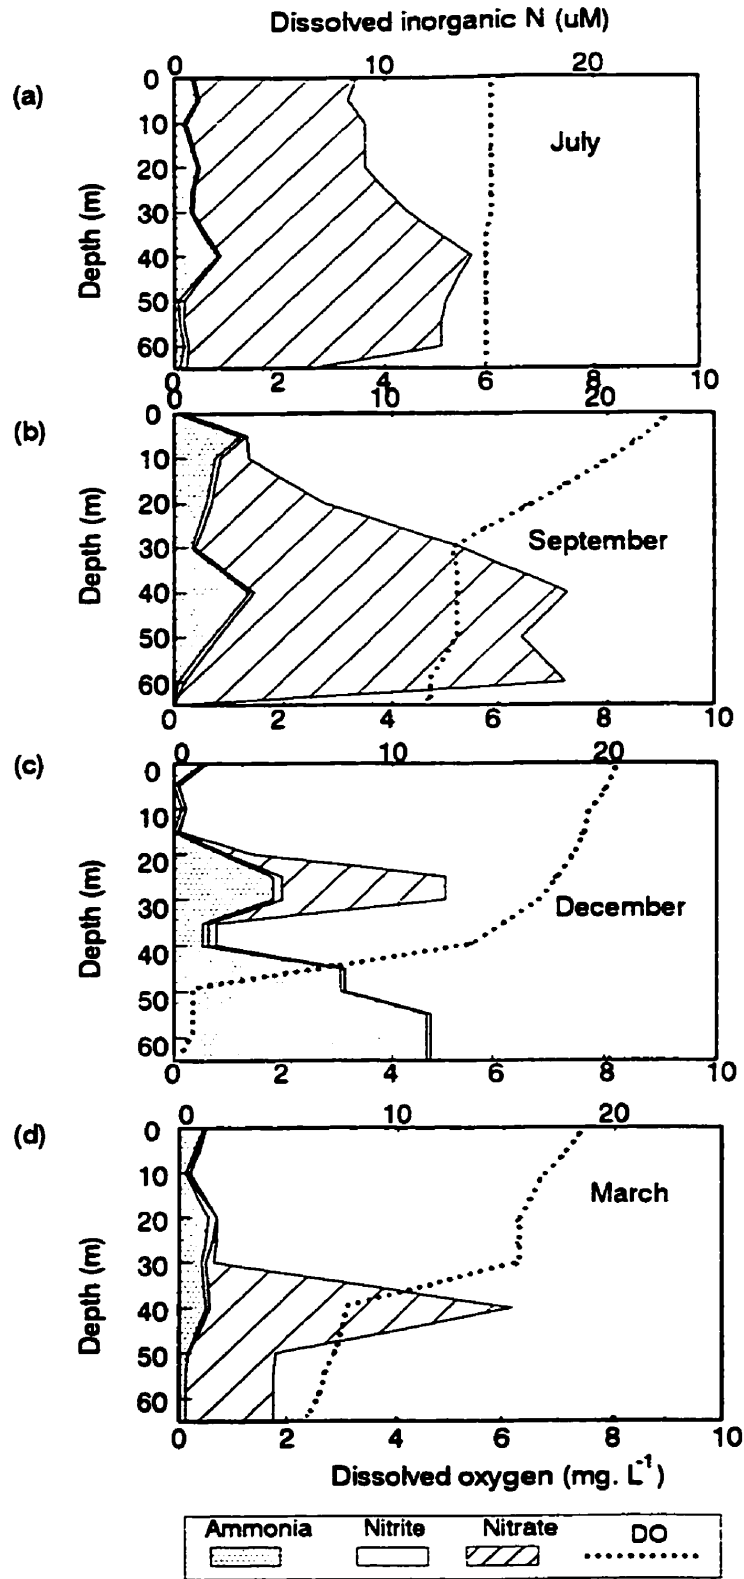 Dissolved inorganic N (uM)
0 10 20
(a)
0
10
20
30
40
50
60
Depth (m)
July
0 2 4 6 8 10
0 10 20
(b)
0
10
20
30
40
50
60
Depth (m)
September
0 2 4 6 8 10
0 10 20
(c)
0
10
20
30
40
50
60
Depth (m)
December
0 2 4 6 8 10
0 10 20
(d)
0
10
20
30
40
50
60
Depth (m)
March
0 2 4 6 8 10
Dissolved oxygen (mg. L⁻¹)
Ammonia Nitrite Nitrate DO